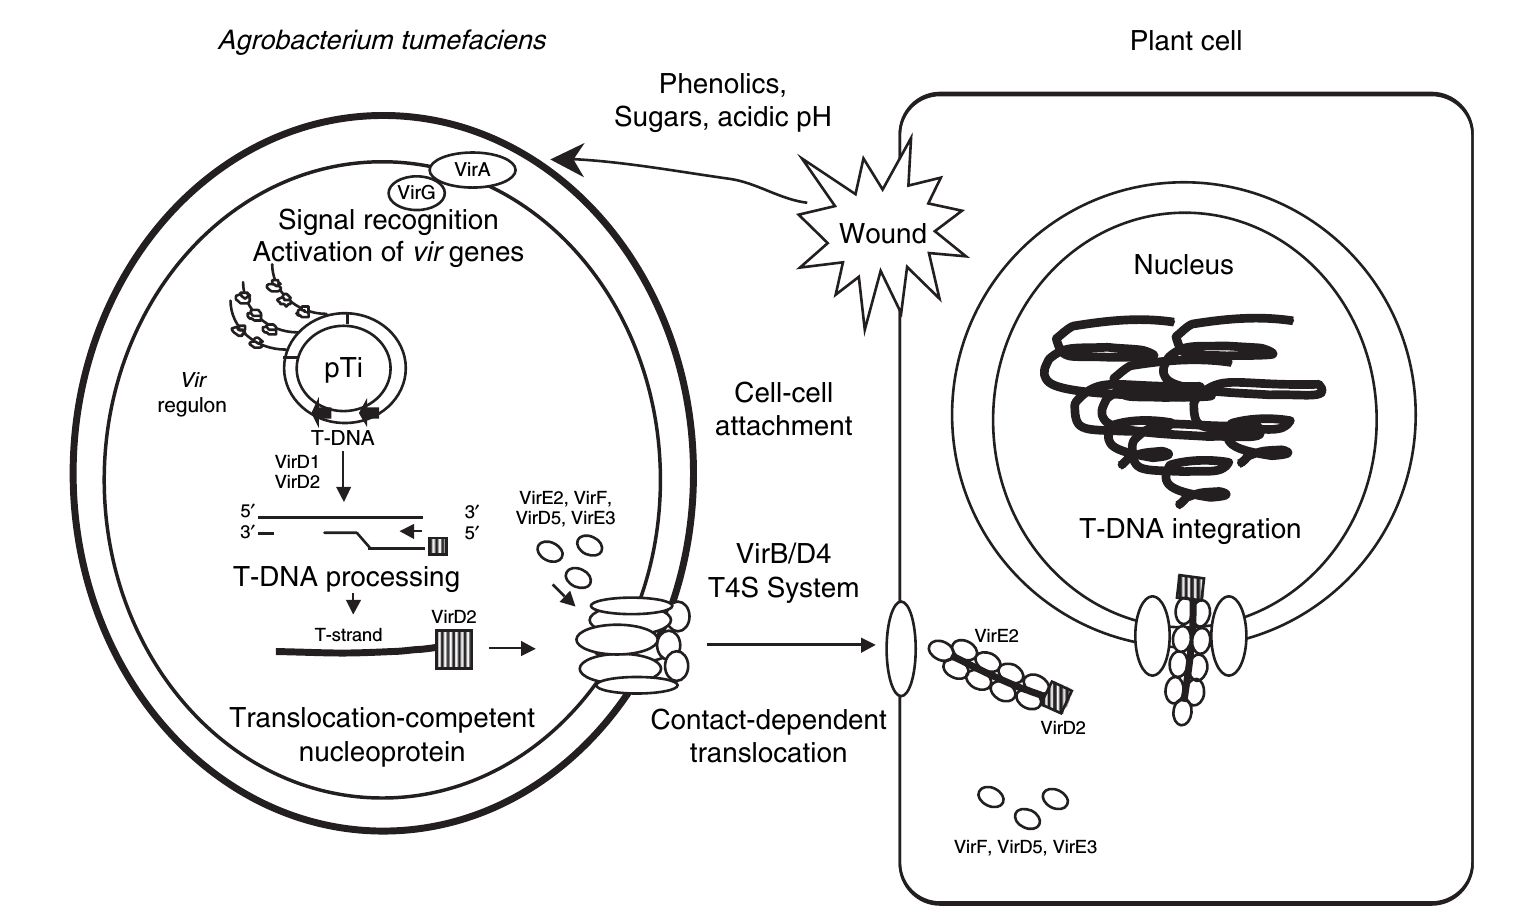 Agrobacterium tumefaciens
Plant cell
Phenolics,
Sugars, acidic pH
VirA
VirG
Signal recognition
Activation of vir genes
Wound
Nucleus
pTi
Vir
regulon
T-DNA
VirD1
VirD2
5′ 3′
3′ 5′
T-DNA processing
T-strand
VirD2
Translocation-competent
nucleoprotein
VirE2, VirF,
VirD5, VirE3
Cell-cell
attachment
VirB/D4
T4S System
Contact-dependent
translocation
T-DNA integration
VirE2
VirD2
VirF, VirD5, VirE3